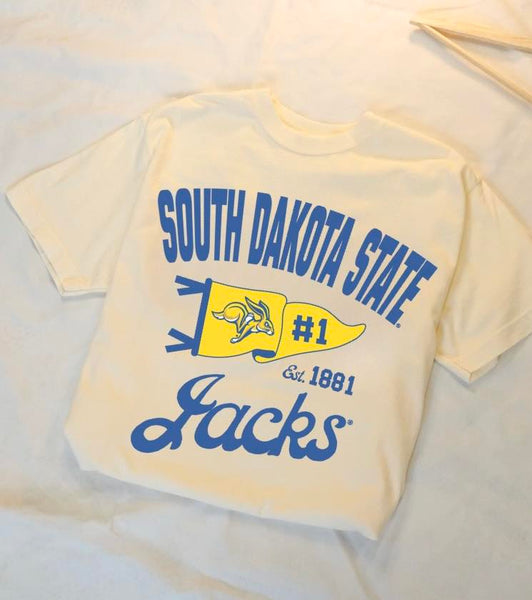 SOUTH DAKOTA STATE®
#1
Est. 1881
Jacks®